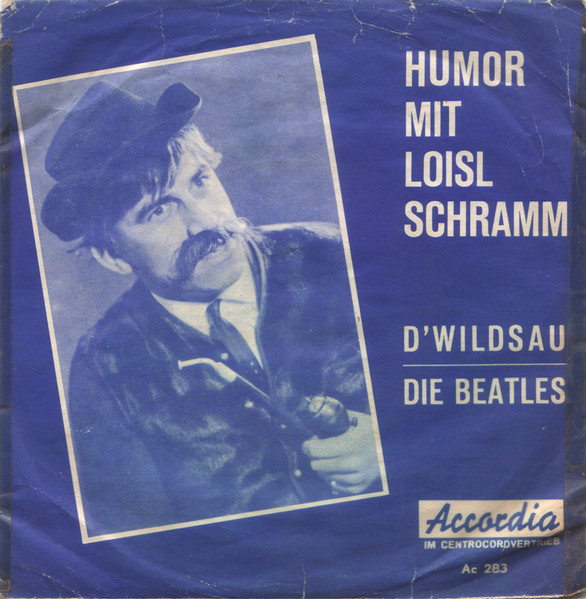 HUMOR
MIT
LOISL
SCHRAMM
D'WILDSAU
DIE BEATLES
Accordia
IM CENTROCORDVERTRIEB
Ac 283